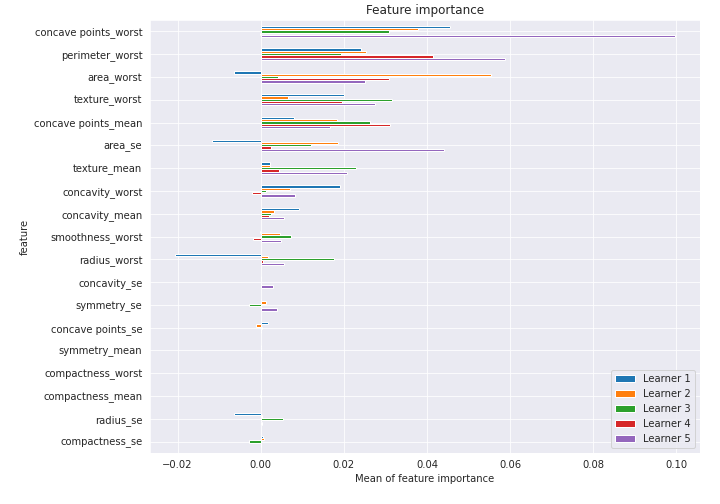 Feature importance
concave points_worst
perimeter_worst
area_worst
texture_worst
concave points_mean
area_se
texture_mean
concavity_worst
concavity_mean
smoothness_worst
radius_worst
concavity_se
symmetry_se
concave points_se
symmetry_mean
compactness_worst
compactness_mean
radius_se
compactness_se
feature
Learner 1
Learner 2
Learner 3
Learner 4
Learner 5
−0.02 0.00 0.02 0.04 0.06 0.08 0.10
Mean of feature importance